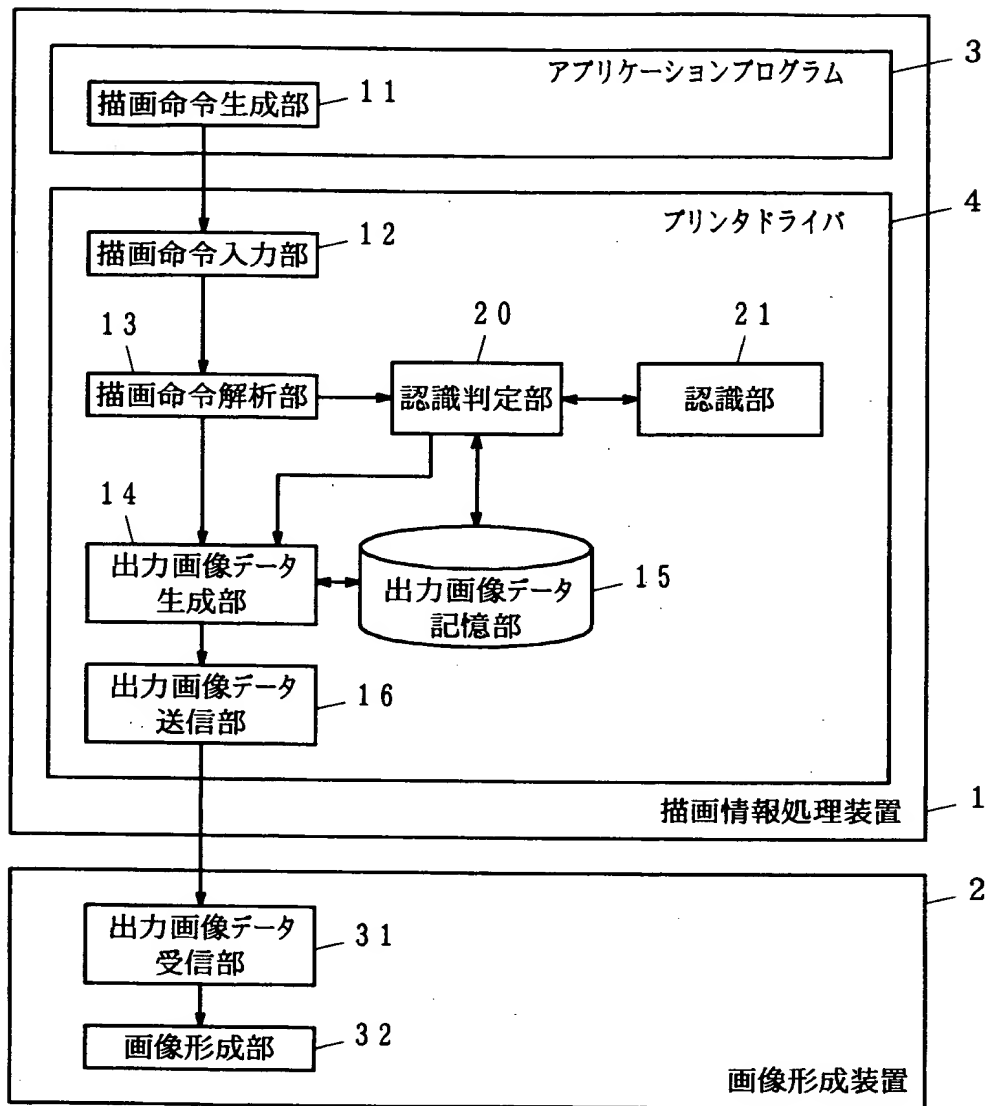 アプリケーションプログラム
3
描画命令生成部
11
プリンタドライバ
4
描画命令入力部
12
13
20
21
描画命令解析部
認識判定部
認識部
14
出力画像データ
生成部
出力画像データ
記憶部
15
出力画像データ
送信部
16
描画情報処理装置
1
2
出力画像データ
受信部
31
画像形成部
32
画像形成装置